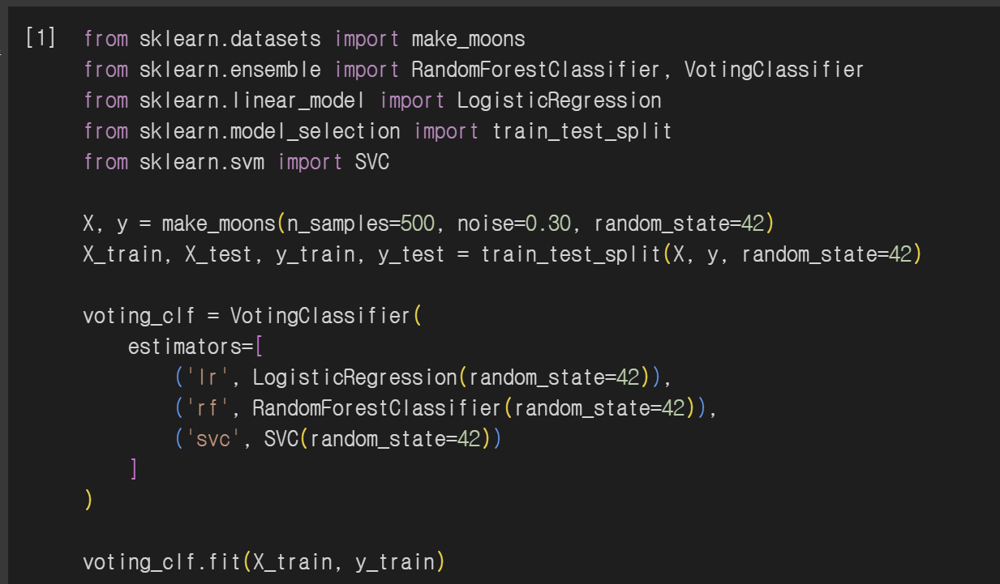 [1] from sklearn.datasets import make_moons
from sklearn.ensemble import RandomForestClassifier, VotingClassifier
from sklearn.linear_model import LogisticRegression
from sklearn.model_selection import train_test_split
from sklearn.svm import SVC

X, y = make_moons(n_samples=500, noise=0.30, random_state=42)
X_train, X_test, y_train, y_test = train_test_split(X, y, random_state=42)

voting_clf = VotingClassifier(
    estimators=[
        ('lr', LogisticRegression(random_state=42)),
        ('rf', RandomForestClassifier(random_state=42)),
        ('svc', SVC(random_state=42))
    ]
)

voting_clf.fit(X_train, y_train)